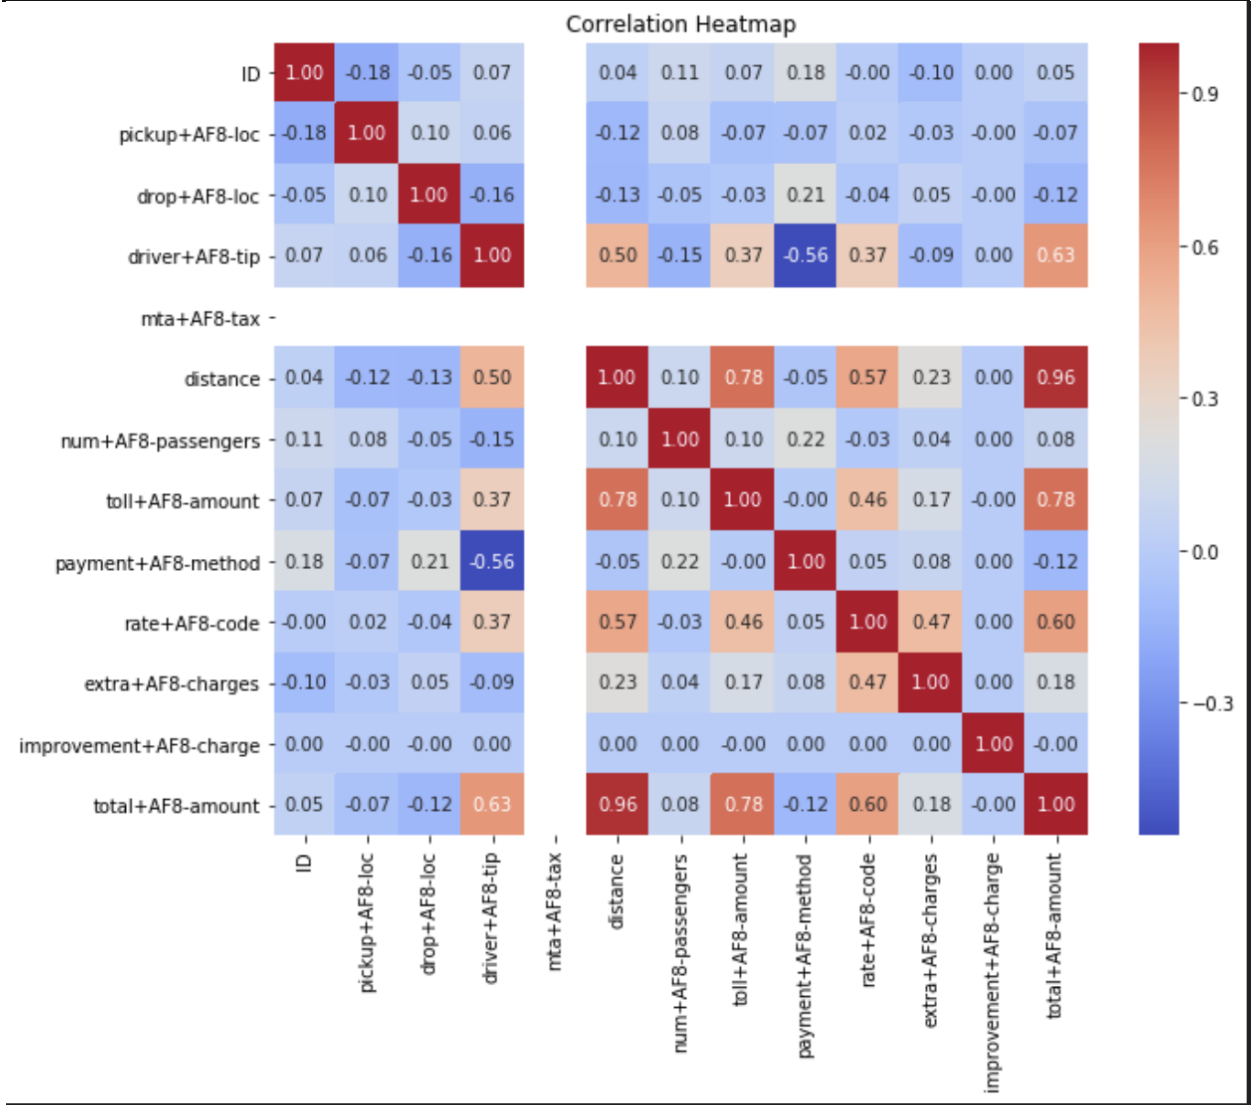 Correlation Heatmap
ID 1.00 -0.18 -0.05 0.07 0.04 0.11 0.07 0.18 -0.00 -0.10 0.00 0.05
pickup+AF8-loc -0.18 1.00 0.10 0.06 -0.12 0.08 -0.07 -0.07 0.02 -0.03 -0.00 -0.07
drop+AF8-loc -0.05 0.10 1.00 -0.16 -0.13 -0.05 -0.03 0.21 -0.04 0.05 -0.00 -0.12
driver+AF8-tip 0.07 0.06 -0.16 1.00 0.50 -0.15 0.37 -0.56 0.37 -0.09 0.00 0.63
mta+AF8-tax
distance 0.04 -0.12 -0.13 0.50 1.00 0.10 0.78 -0.05 0.57 0.23 0.00 0.96
num+AF8-passengers 0.11 0.08 -0.05 -0.15 0.10 1.00 0.10 0.22 -0.03 0.04 0.00 0.08
toll+AF8-amount 0.07 -0.07 -0.03 0.37 0.78 0.10 1.00 -0.00 0.46 0.17 -0.00 0.78
payment+AF8-method 0.18 -0.07 0.21 -0.56 -0.05 0.22 -0.00 1.00 0.05 0.08 0.00 -0.12
rate+AF8-code -0.00 0.02 -0.04 0.37 0.57 -0.03 0.46 0.05 1.00 0.47 0.00 0.60
extra+AF8-charges -0.10 -0.03 0.05 -0.09 0.23 0.04 0.17 0.08 0.47 1.00 0.00 0.18
improvement+AF8-charge 0.00 -0.00 -0.00 0.00 0.00 0.00 -0.00 0.00 0.00 0.00 1.00 -0.00
total+AF8-amount 0.05 -0.07 -0.12 0.63 0.96 0.08 0.78 -0.12 0.60 0.18 -0.00 1.00
ID
pickup+AF8-loc
drop+AF8-loc
driver+AF8-tip
mta+AF8-tax
distance
num+AF8-passengers
toll+AF8-amount
payment+AF8-method
rate+AF8-code
extra+AF8-charges
improvement+AF8-charge
total+AF8-amount
0.9
0.6
0.3
0.0
−0.3